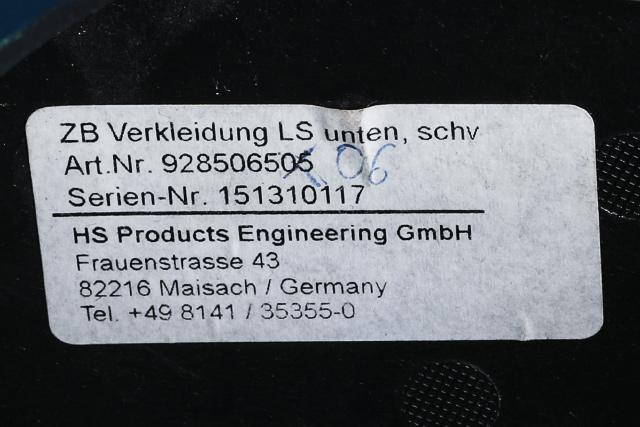 ZB Verkleidung LS unten, schv
Art.Nr. 928506505 06
Serien-Nr. 151310117
HS Products Engineering GmbH
Frauenstrasse 43
82216 Maisach / Germany
Tel. +49 8141 / 35355-0